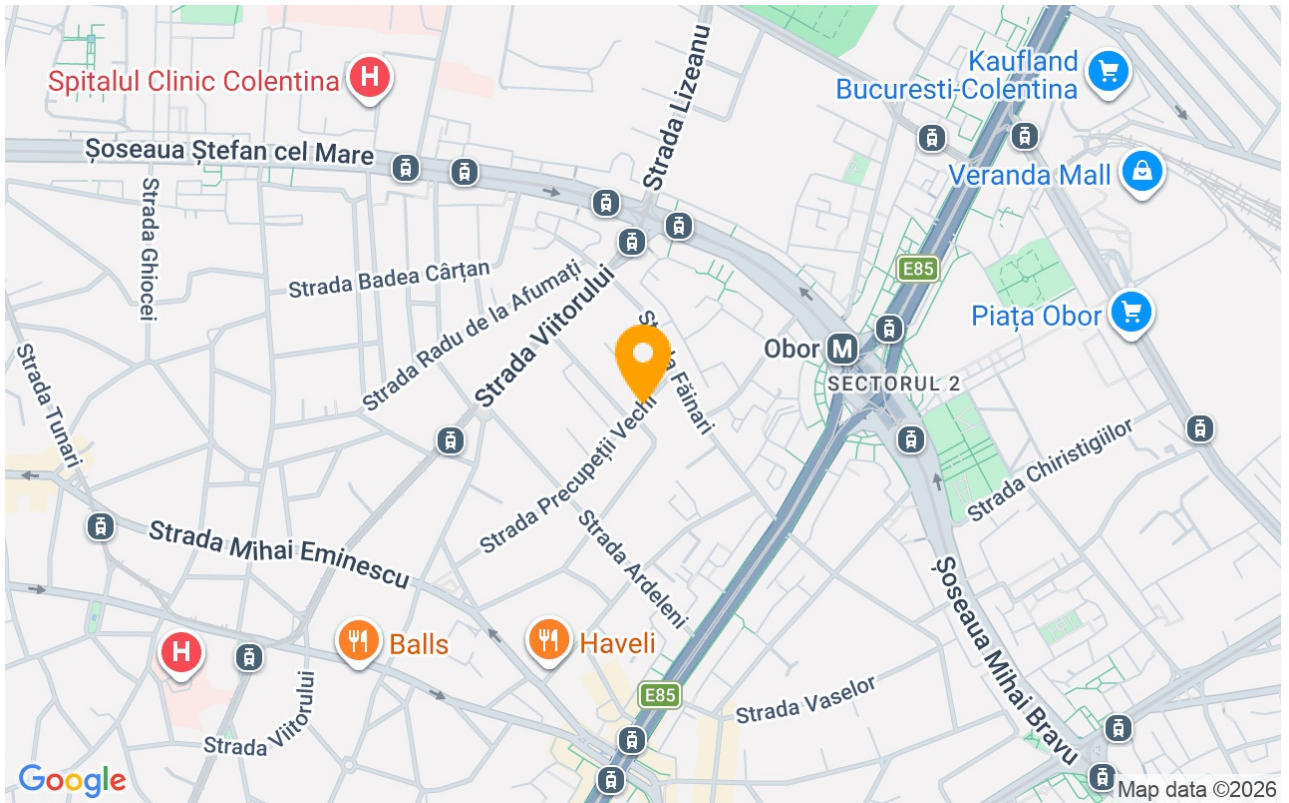 Spitalul Clinic Colentina
H
Kaufland
Bucuresti-Colentina
Șoseaua Ștefan cel Mare
Strada Lizeanu
Veranda Mall
Strada Ghiocei
Strada Badea Cârțan
Strada Radu de la Afumați
Strada Viitorului
E85
Piața Obor
Obor
M
SECTORUL 2
Strada Tunari
Strada Precupeții Vechi
Strada Chiristigiilor
Strada Mihai Eminescu
Strada Ardeleni
Șoseaua Mihai Bravu
H
Balls
Haveli
E85
Strada Vaselor
Strada Viitorului
Google
Map data ©2026